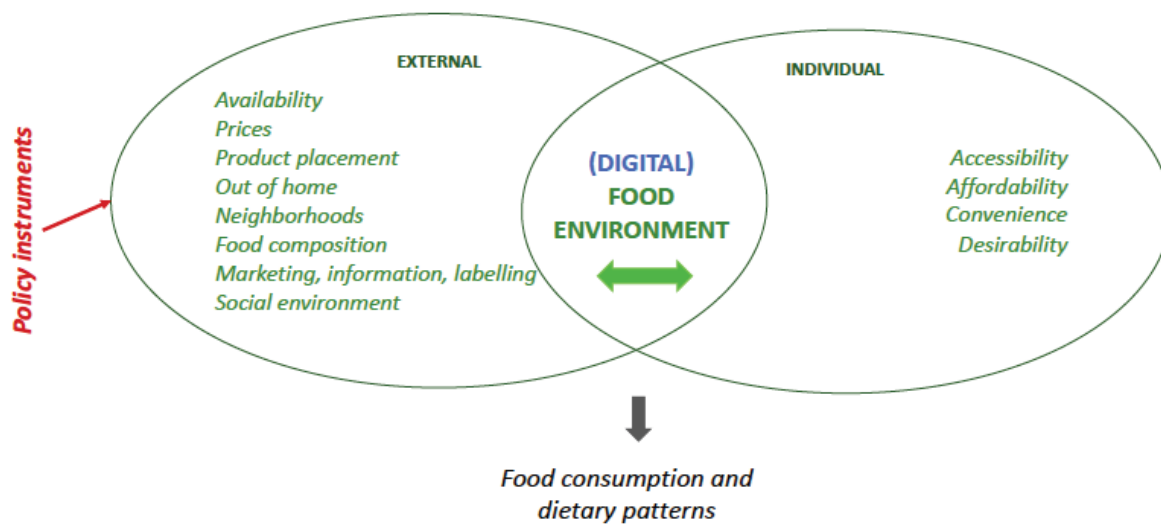 Policy instruments
EXTERNAL
Availability
Prices
Product placement
Out of home
Neighborhoods
Food composition
Marketing, information, labelling
Social environment
(DIGITAL)
FOOD
ENVIRONMENT
INDIVIDUAL
Accessibility
Affordability
Convenience
Desirability
Food consumption and
dietary patterns